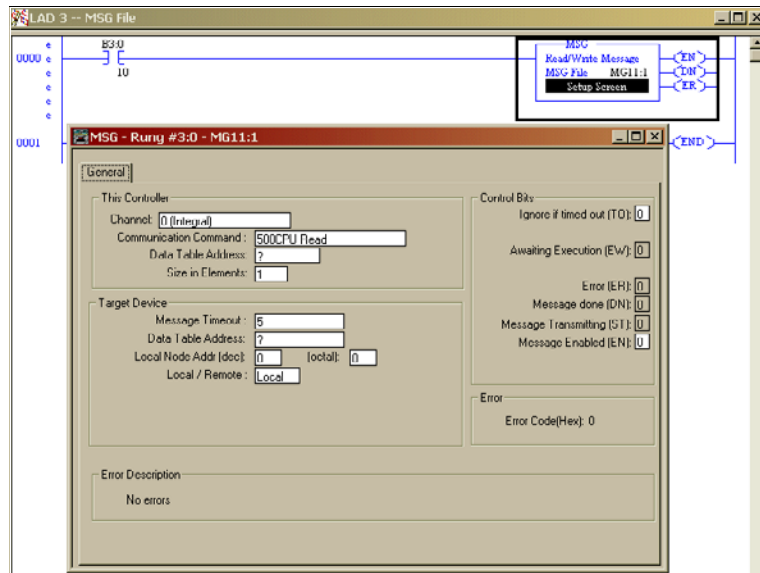 LAD 3 -- MSG File
e
0000 e
e
e
e
B3:0
10
MSG
Read/Write Message
MSG File MG11:1
Setup Screen
EN
DN
ER
0001
END
MSG - Rung #3:0 - MG11:1
General
This Controller
Channel: 0 (Integral)
Communication Command : 500CPU Read
Data Table Address: ?
Size in Elements: 1
Target Device
Message Timeout : 5
Data Table Address: ?
Local Node Addr (dec): 0 (octal): 0
Local / Remote : Local
Control Bits
Ignore if timed out (TO): 0
Awaiting Execution (EW): 0
Error (ER): 0
Message done (DN): 0
Message Transmitting (ST): 0
Message Enabled (EN): 0
Error
Error Code(Hex): 0
Error Description
No errors